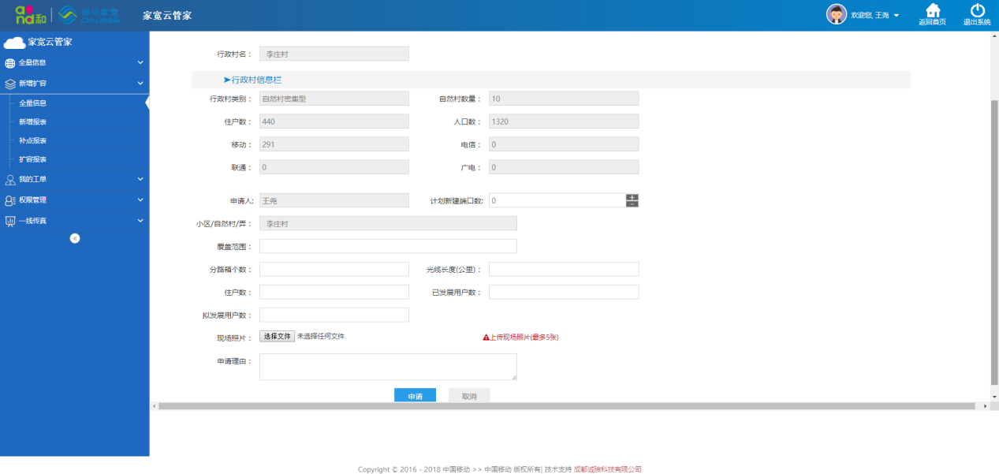 and和 移动家宽 China Mobile 家宽云管家 欢迎您, 王尧 返回首页 退出系统
家宽云管家
全量信息
新增扩容
全量信息
新增报表
补点报表
扩容报表
我的工单
权限管理
一线传真
行政村名： 李庄村
➤行政村信息栏
行政村类别： 自然村密集型 自然村数量： 10
住户数： 440 人口数： 1320
移动： 291 电信： 0
联通： 0 广电： 0
申请人: 王尧 计划新建端口数: 0
小区/自然村/弄： 李庄村
覆盖范围：
分路箱个数： 光缆长度(公里)：
住户数： 已发展用户数：
拟发展用户数：
现场照片： 选择文件 未选择任何文件 上传现场照片(最多5张)
申请理由：
申请 取消
Copyright © 2016 - 2018 中国移动 >> 中国移动 版权所有| 技术支持 成都诚骏科技有限公司